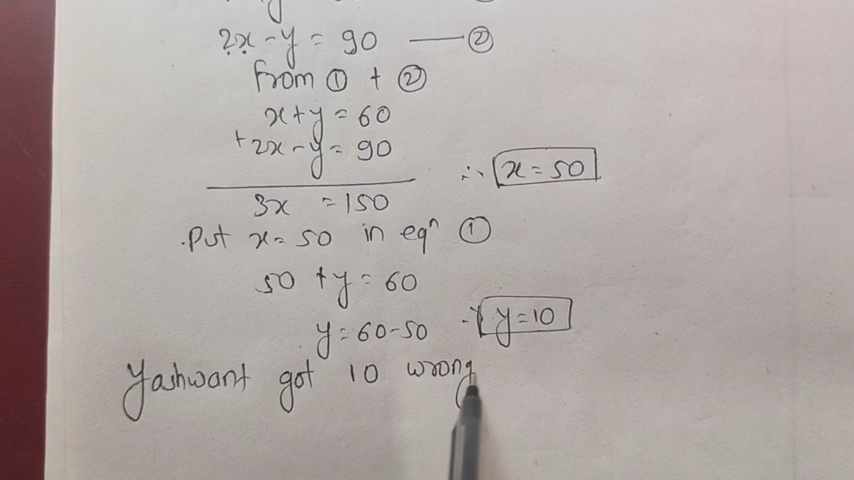 2x - y = 90 —— ②
from ① + ②
x + y = 60
+ 2x - y = 90
3x = 150 ∴ x = 50
.Put x = 50 in eqⁿ ①
50 + y = 60
y = 60 - 50 ∴ y = 10
Yashwant got 10 wrong